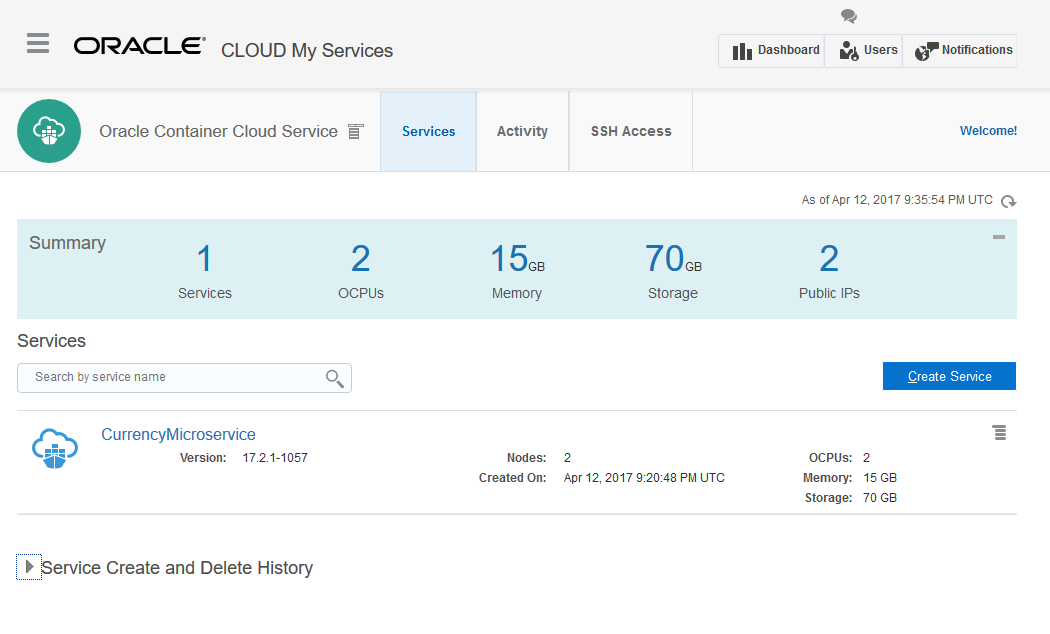 ORACLE® CLOUD My Services
Dashboard Users Notifications
Oracle Container Cloud Service
Services Activity SSH Access
Welcome!
As of Apr 12, 2017 9:35:54 PM UTC
Summary
1 2 15GB 70GB 2
Services OCPUs Memory Storage Public IPs
Services
Search by service name
Create Service
CurrencyMicroservice
Version: 17.2.1-1057 Nodes: 2 OCPUs: 2
Created On: Apr 12, 2017 9:20:48 PM UTC Memory: 15 GB
Storage: 70 GB
Service Create and Delete History